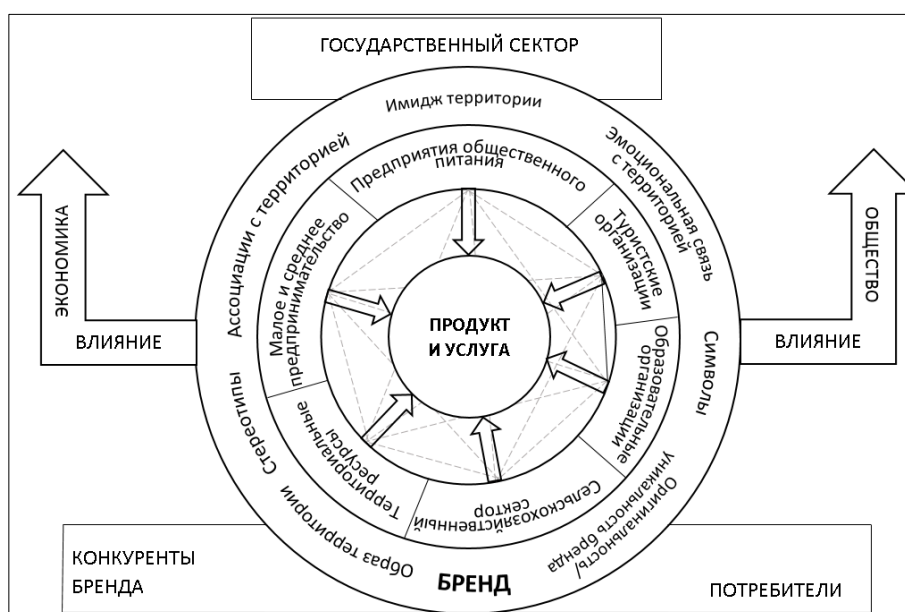 ГОСУДАРСТВЕННЫЙ СЕКТОР
Имидж территории
Ассоциации с территорией
Эмоциональная связь
с территорией
Предприятия общественного
питания
Малое и среднее
предпринимательство
Туристские
организации
ЭКОНОМИКА
ОБЩЕСТВО
ВЛИЯНИЕ
ПРОДУКТ
И УСЛУГА
ВЛИЯНИЕ
Символы
Стереотипы
Образовательные
организации
Территориальные
ресурсы
Сельскохозяйственный
сектор
Образ территории
Оригинальность/
уникальность бренда
БРЕНД
КОНКУРЕНТЫ
БРЕНДА
ПОТРЕБИТЕЛИ